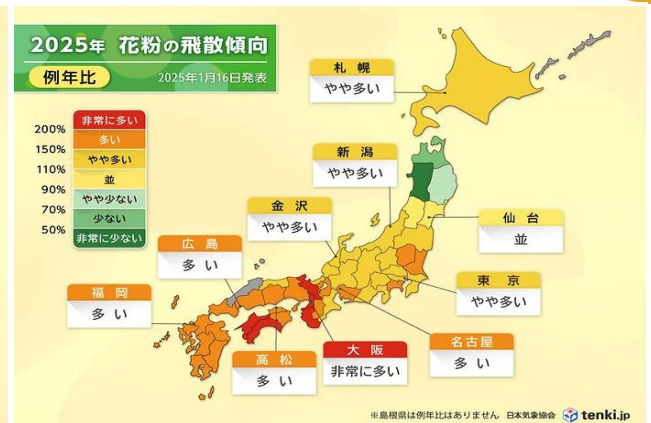 2025年 花粉の飛散傾向
例年比
2025年1月16日発表
200%
150%
110%
90%
70%
50%
非常に多い
多い
やや多い
並
やや少ない
少ない
非常に少ない
札幌
やや多い
新潟
やや多い
金沢
やや多い
仙台
並
広島
多い
東京
やや多い
福岡
多い
高松
多い
大阪
非常に多い
名古屋
多い
※島根県は例年比はありません 日本気象協会 tenki.jp